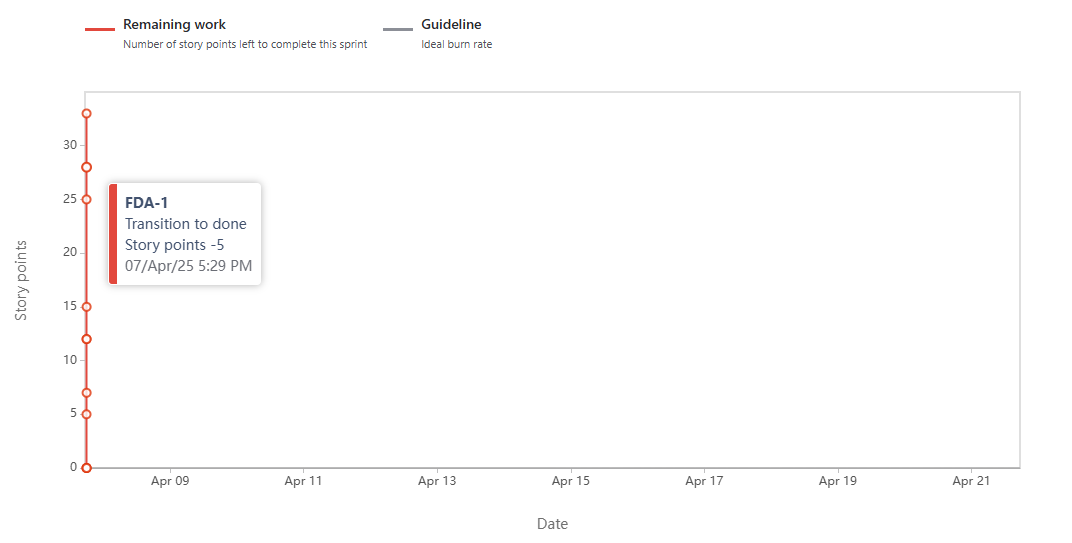 Remaining work
Number of story points left to complete this sprint
Guideline
Ideal burn rate
30
25
20
15
10
5
0
Story points
FDA-1
Transition to done
Story points -5
07/Apr/25 5:29 PM
Apr 09
Apr 11
Apr 13
Apr 15
Apr 17
Apr 19
Apr 21
Date